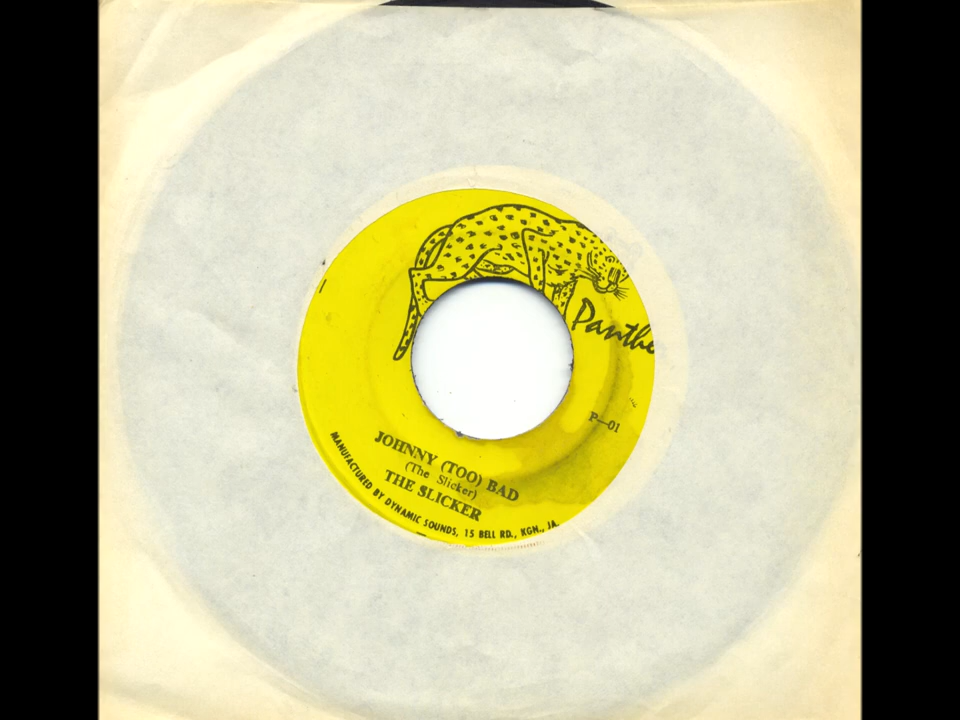 Panthe
P—01
JOHNNY (TOO) BAD
(The Slicker)
THE SLICKER
MANUFACTURED BY DYNAMIC SOUNDS, 15 BELL RD., KGN., JA.